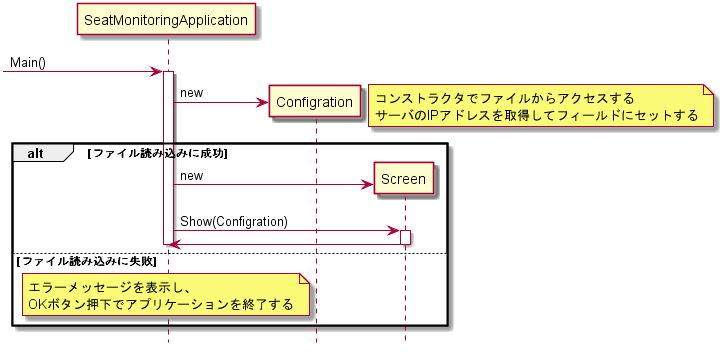 SeatMonitoringApplication
Main()
new
Configration
コンストラクタでファイルからアクセスする
サーバのIPアドレスを取得してフィールドにセットする
alt
[ファイル読み込みに成功]
new
Screen
Show(Configration)
[ファイル読み込みに失敗]
エラーメッセージを表示し、
OKボタン押下でアプリケーションを終了する